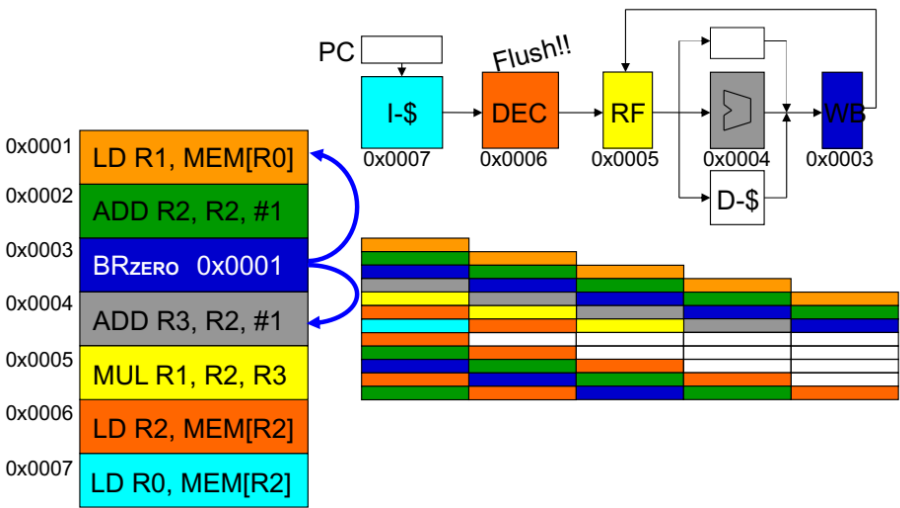 PC
Flush!!
I-$
DEC
RF
WB
0x0007
0x0006
0x0005
0x0004
0x0003
D-$
0x0001
LD R1, MEM[R0]
0x0002
ADD R2, R2, #1
0x0003
BRZERO 0x0001
0x0004
ADD R3, R2, #1
0x0005
MUL R1, R2, R3
0x0006
LD R2, MEM[R2]
0x0007
LD R0, MEM[R2]